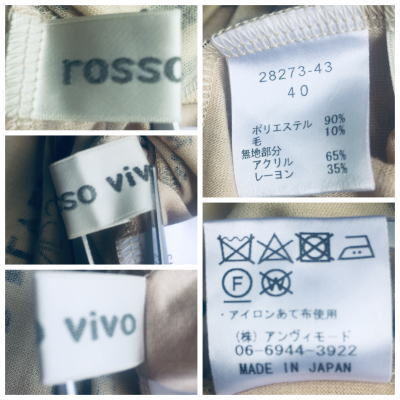 rosso
so viv
vivo
28273-43
40
ポリエステル 90%
毛 10%
無地部分
アクリル 65%
レーヨン 35%
F W
・アイロンあて布使用
(株) アンヴィモード
06-6944-3922
MADE IN JAPAN